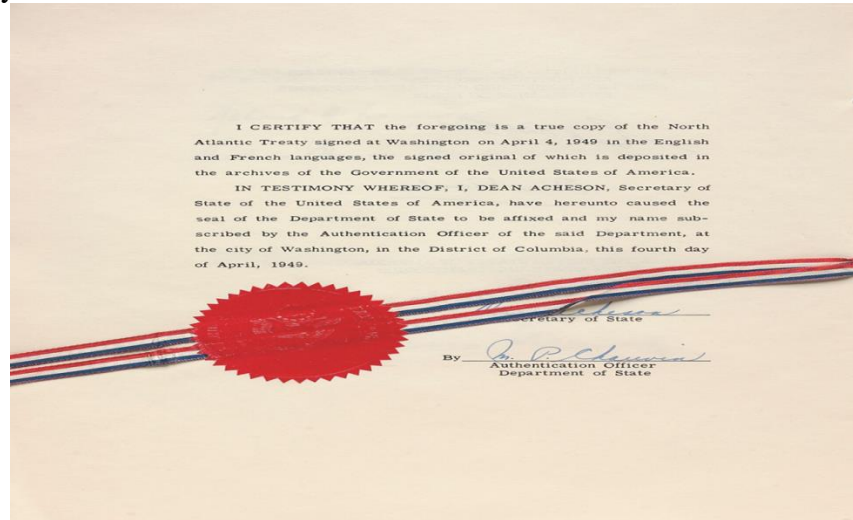 y
I CERTIFY THAT the foregoing is a true copy of the North
Atlantic Treaty signed at Washington on April 4, 1949 in the English
and French languages, the signed original of which is deposited in
the archives of the Government of the United States of America.
IN TESTIMONY WHEREOF, I, DEAN ACHESON, Secretary of
State of the United States of America, have hereunto caused the
seal of the Department of State to be affixed and my name sub-
scribed by the Authentication Officer of the said Department, at
the city of Washington, in the District of Columbia, this fourth day
of April, 1949.
Acheson
Secretary of State
By M. P. Chauvin
Authentication Officer
Department of State